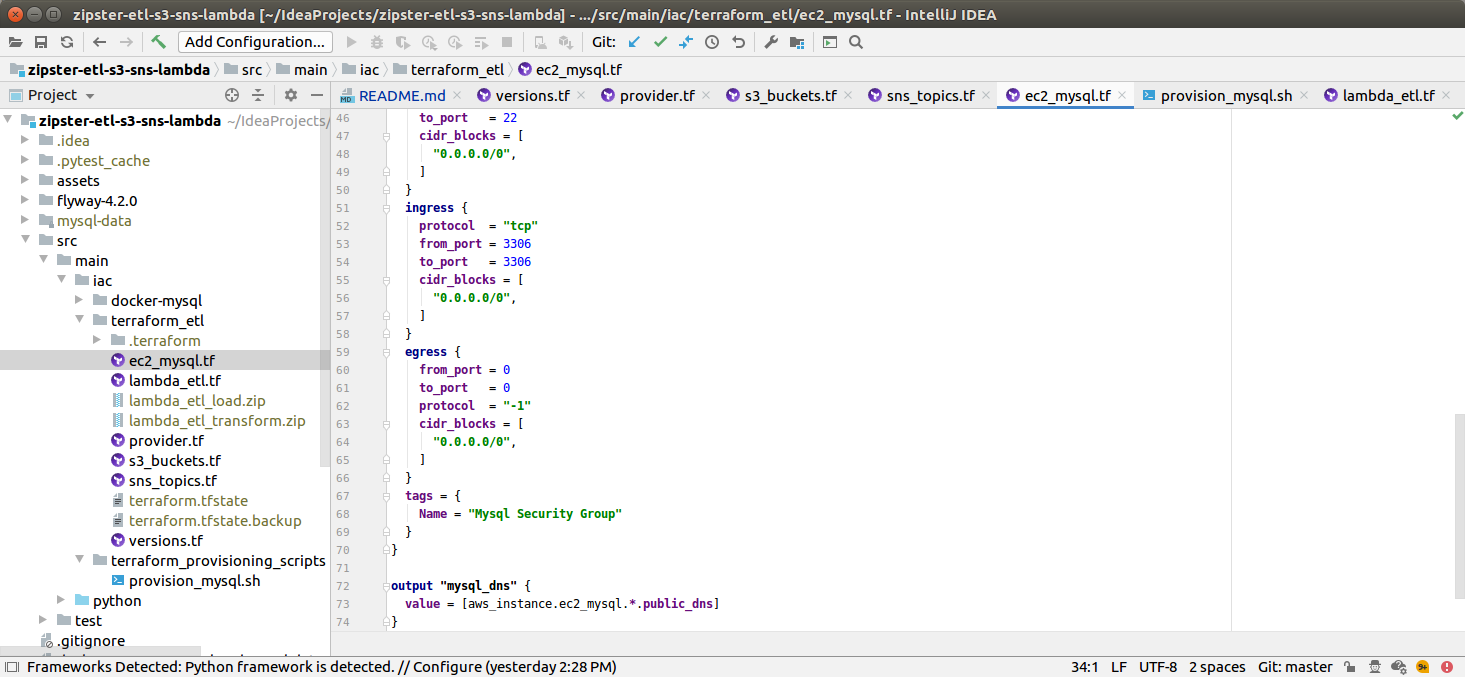 zipster-etl-s3-sns-lambda [~/IdeaProjects/zipster-etl-s3-sns-lambda] - .../src/main/iac/terraform_etl/ec2_mysql.tf - IntelliJ IDEA
Add Configuration... Git:
zipster-etl-s3-sns-lambda src main iac terraform_etl ec2_mysql.tf
Project
MD README.md versions.tf provider.tf s3_buckets.tf sns_topics.tf ec2_mysql.tf provision_mysql.sh lambda_etl.tf
zipster-etl-s3-sns-lambda ~/IdeaProjects/
.idea
.pytest_cache
assets
flyway-4.2.0
mysql-data
src
main
iac
docker-mysql
terraform_etl
.terraform
ec2_mysql.tf
lambda_etl.tf
lambda_etl_load.zip
lambda_etl_transform.zip
provider.tf
s3_buckets.tf
sns_topics.tf
terraform.tfstate
terraform.tfstate.backup
versions.tf
terraform_provisioning_scripts
provision_mysql.sh
python
test
.gitignore
46 to_port = 22
47 cidr_blocks = [
48 "0.0.0.0/0",
49 ]
50 }
51 ingress {
52 protocol = "tcp"
53 from_port = 3306
54 to_port = 3306
55 cidr_blocks = [
56 "0.0.0.0/0",
57 ]
58 }
59 egress {
60 from_port = 0
61 to_port = 0
62 protocol = "-1"
63 cidr_blocks = [
64 "0.0.0.0/0",
65 ]
66 }
67 tags = {
68 Name = "Mysql Security Group"
69 }
70 }
71
72 output "mysql_dns" {
73 value = [aws_instance.ec2_mysql.*.public_dns]
74 }
Frameworks Detected: Python framework is detected. // Configure (yesterday 2:28 PM) 34:1 LF UTF-8 2 spaces Git: master 9+